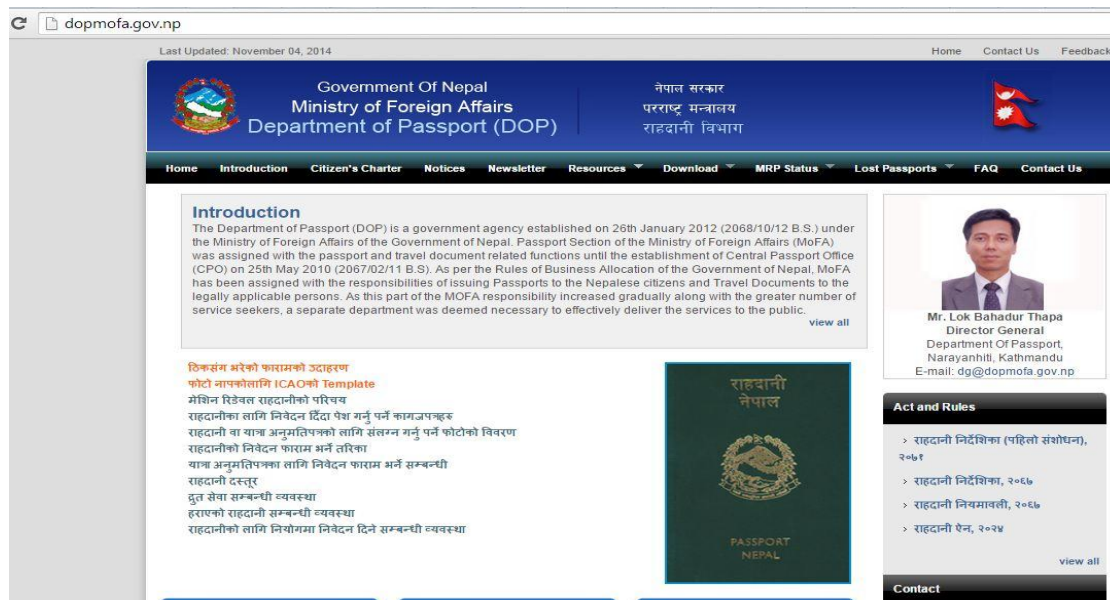 dopmofa.gov.np
Last Updated: November 04, 2014
Home Contact Us Feedback
Government Of Nepal
Ministry of Foreign Affairs
Department of Passport (DOP)
नेपाल सरकार
परराष्ट्र मन्त्रालय
राहदानी विभाग
Home Introduction Citizen's Charter Notices Newsletter Resources Download MRP Status Lost Passports FAQ Contact Us
Introduction
The Department of Passport (DOP) is a government agency established on 26th January 2012 (2068/10/12 B.S.) under
the Ministry of Foreign Affairs of the Government of Nepal. Passport Section of the Ministry of Foreign Affairs (MoFA)
was assigned with the passport and travel document related functions until the establishment of Central Passport Office
(CPO) on 25th May 2010 (2067/02/11 B.S). As per the Rules of Business Allocation of the Government of Nepal, MoFA
has been assigned with the responsibilities of issuing Passports to the Nepalese citizens and Travel Documents to the
legally applicable persons. As this part of the MOFA responsibility increased gradually along with the greater number of
service seekers, a separate department was deemed necessary to effectively deliver the services to the public.
view all
ठिकसंग भरेको फारामको उदाहरण
फोटो नापकोलागि ICAOको Template
मेशिन रिडेवल राहदानीको परिचय
राहदानीका लागि निवेदन दिँदा पेश गर्नु पर्ने कागजपत्रहरु
राहदानी वा यात्रा अनुमतिपत्रको लागि संलग्न गर्नु पर्ने फोटोको विवरण
राहदानीको निवेदन फाराम भर्ने तरिका
यात्रा अनुमतिपत्रका लागि निवेदन फाराम भर्ने सम्बन्धी
राहदानी दस्तूर
द्रुत सेवा सम्बन्धी व्यवस्था
हराएको राहदानी सम्बन्धी व्यवस्था
राहदानीको लागि नियोगमा निवेदन दिने सम्बन्धी व्यवस्था
राहदानी
नेपाल
PASSPORT
NEPAL
Mr. Lok Bahadur Thapa
Director General
Department Of Passport,
Narayanhiti, Kathmandu
E-mail: dg@dopmofa.gov.np
Act and Rules
› राहदानी निर्देशिका (पहिलो संशोधन),
२०७१
› राहदानी निर्देशिका, २०६७
› राहदानी नियमावली, २०६७
› राहदानी ऐन, २०२४
view all
Contact